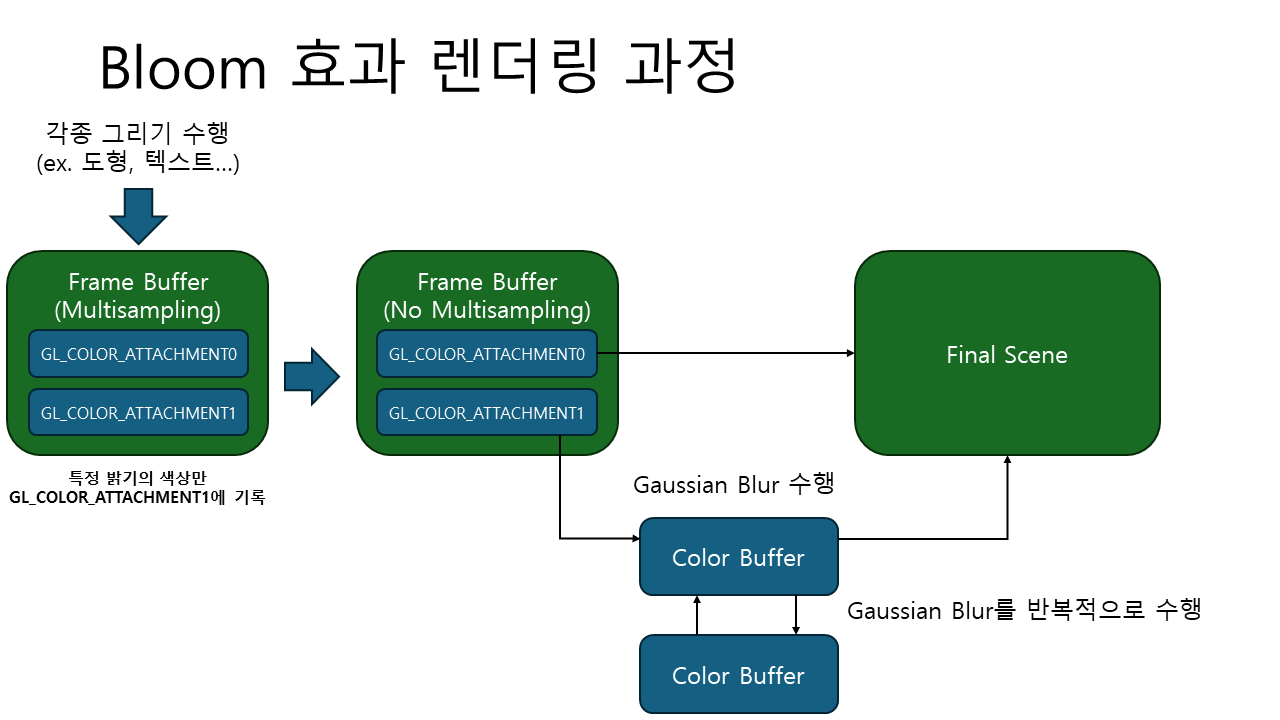 Bloom 효과 렌더링 과정
각종 그리기 수행
(ex. 도형, 텍스트…)
Frame Buffer
(Multisampling)
GL_COLOR_ATTACHMENT0
GL_COLOR_ATTACHMENT1
특정 밝기의 색상만
GL_COLOR_ATTACHMENT1에 기록
Frame Buffer
(No Multisampling)
GL_COLOR_ATTACHMENT0
GL_COLOR_ATTACHMENT1
Final Scene
Gaussian Blur 수행
Color Buffer
Gaussian Blur를 반복적으로 수행
Color Buffer